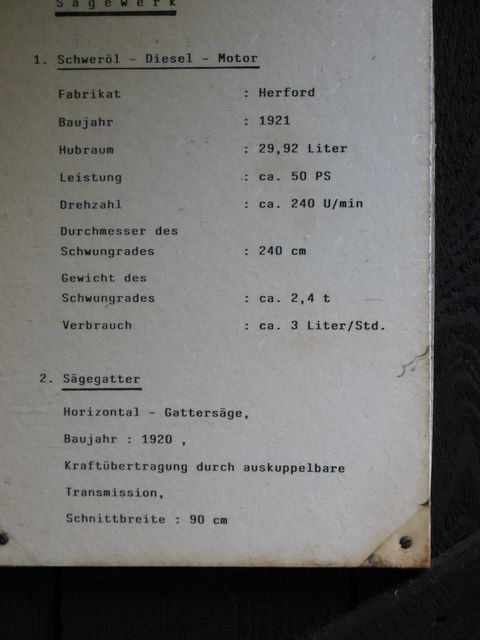 Sägewerk
1. Schweröl - Diesel - Motor
Fabrikat : Herford
Baujahr : 1921
Hubraum : 29,92 Liter
Leistung : ca. 50 PS
Drehzahl : ca. 240 U/min
Durchmesser des
Schwungrades : 240 cm
Gewicht des
Schwungrades : ca. 2,4 t
Verbrauch : ca. 3 Liter/Std.
2. Sägegatter
Horizontal - Gattersäge,
Baujahr : 1920 ,
Kraftübertragung durch auskuppelbare
Transmission,
Schnittbreite : 90 cm